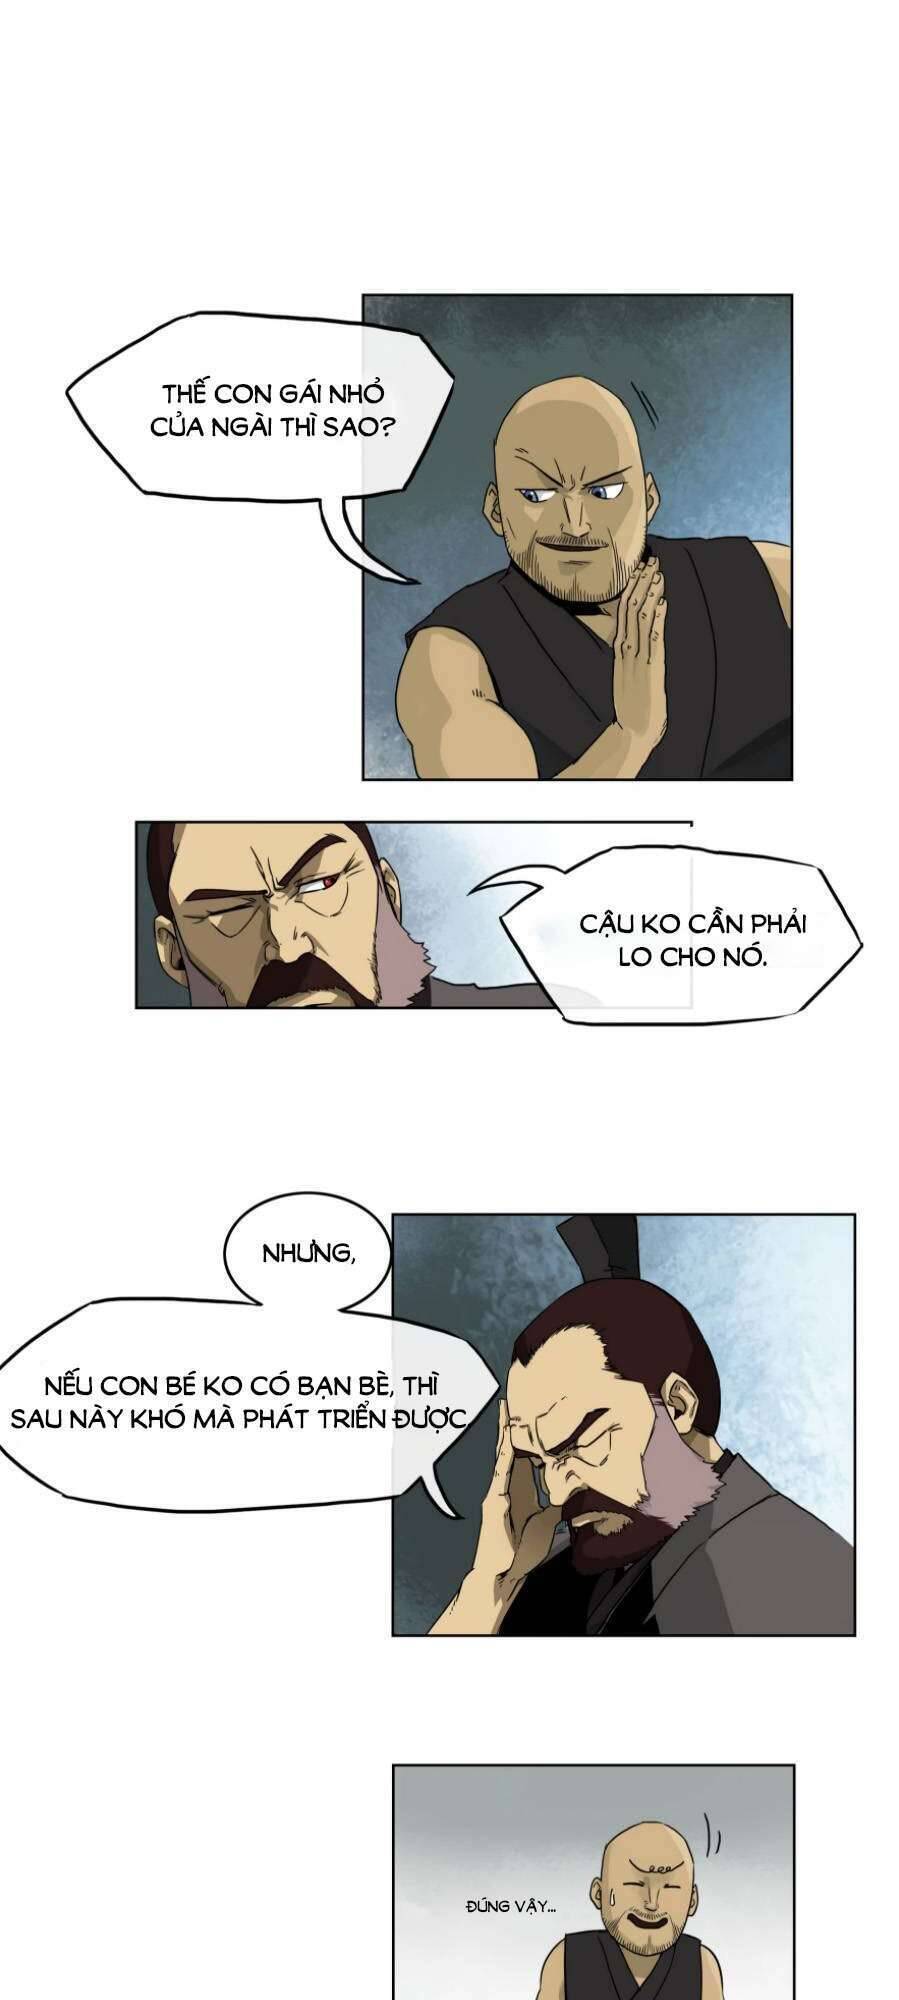 THẾ CON GÁI NHỎ
CỦA NGÀI THÌ SAO?
CẬU KO CẦN PHẢI
LO CHO NÓ.
NHƯNG,
NẾU CON BÉ KO CÓ BẠN BÈ, THÌ
SAU NÀY KHÓ MÀ PHÁT TRIỂN ĐƯỢC.
ĐÚNG VẬY...